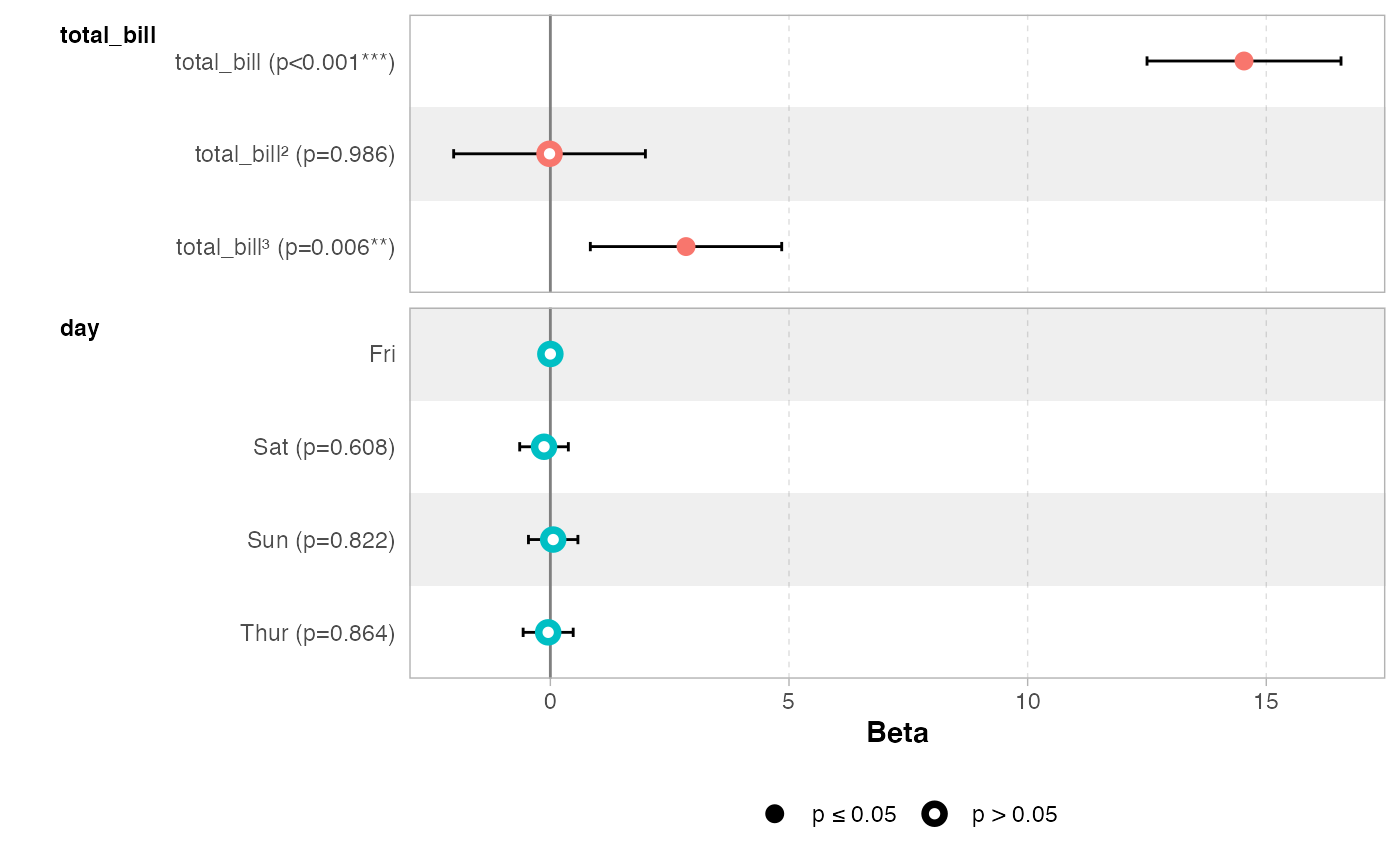 total_bill
total_bill (p<0.001***)
total_bill² (p=0.986)
total_bill³ (p=0.006**)
day
Fri
Sat (p=0.608)
Sun (p=0.822)
Thur (p=0.864)
0 5 10 15
Beta
p ≤ 0.05 p > 0.05